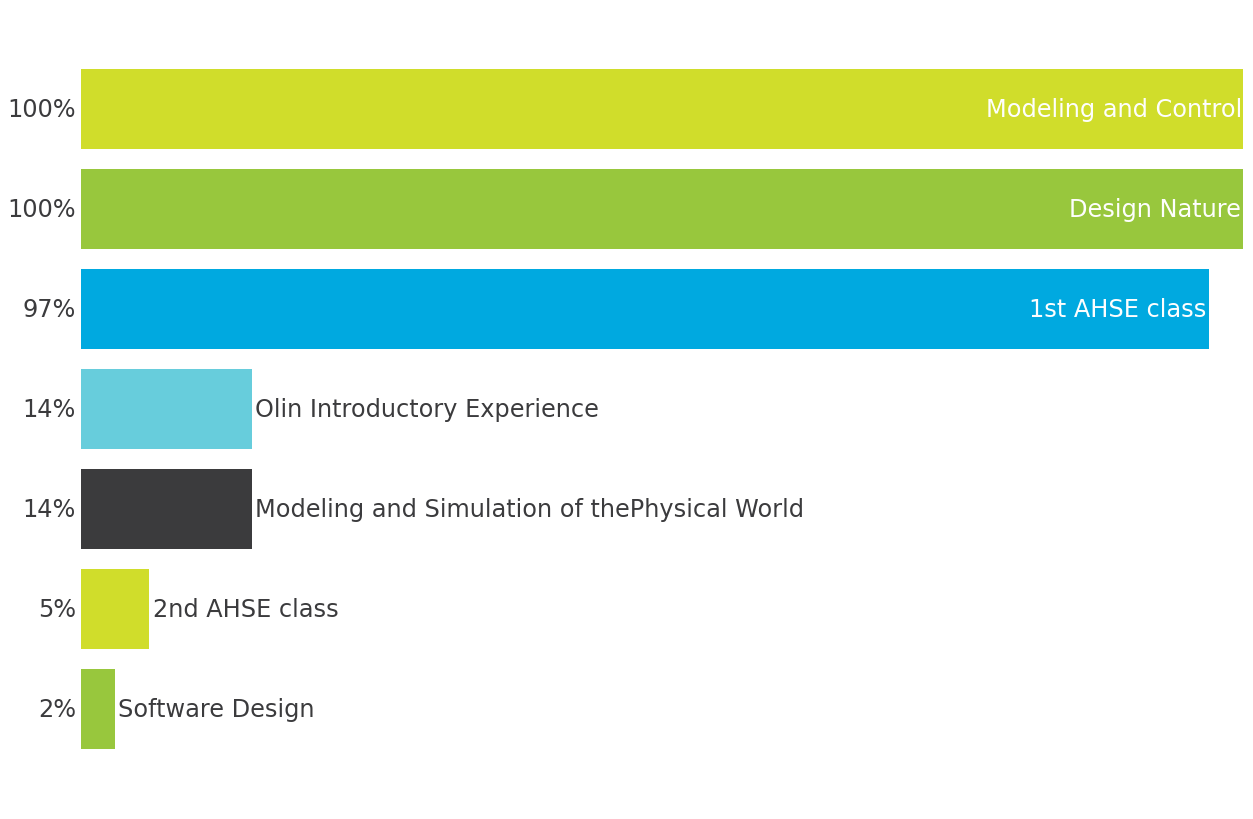 100% Modeling and Control
100% Design Nature
97% 1st AHSE class
14% Olin Introductory Experience
14% Modeling and Simulation of thePhysical World
5% 2nd AHSE class
2% Software Design